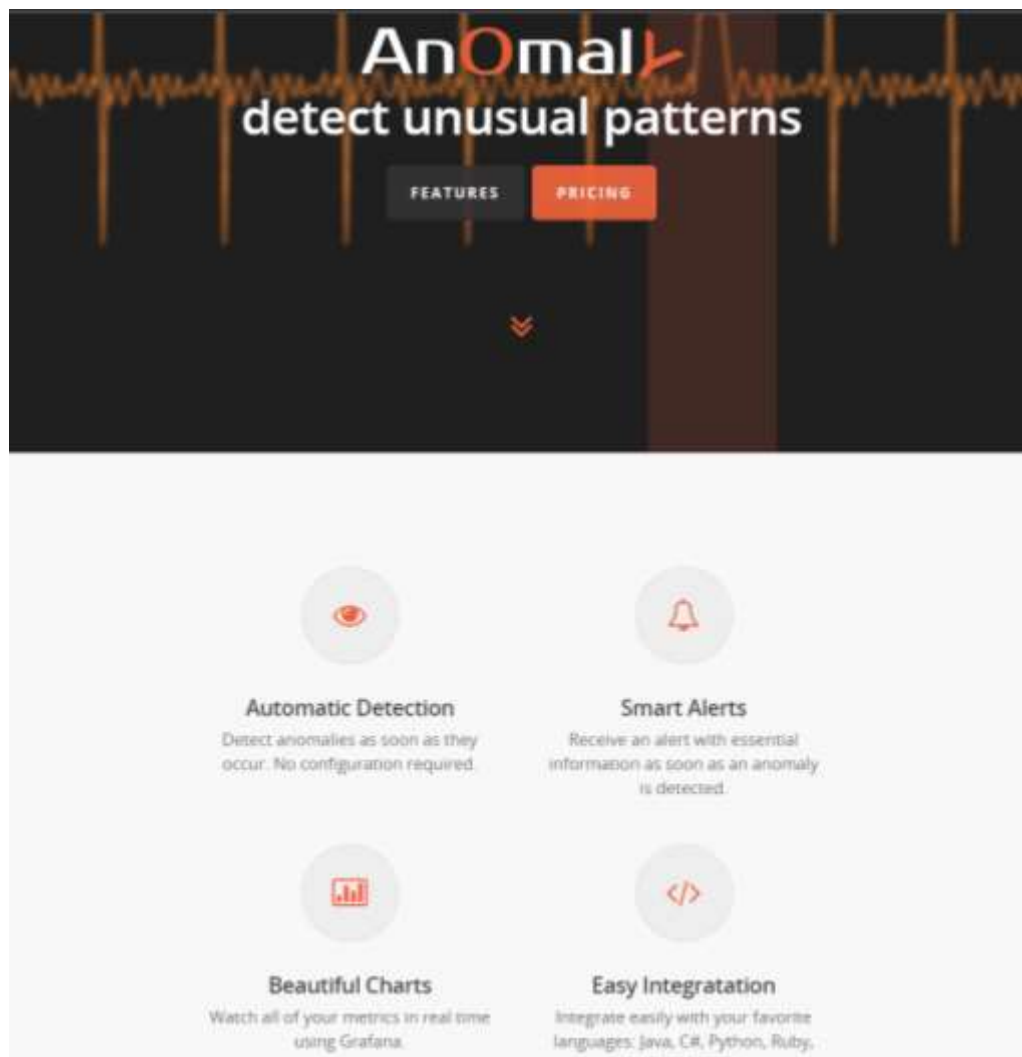 AnOmaly
detect unusual patterns
FEATURES
PRICING
Automatic Detection
Detect anomalies as soon as they
occur. No configuration required.
Smart Alerts
Receive an alert with essential
information as soon as an anomaly
is detected.
Beautiful Charts
Watch all of your metrics in real time
using Grafana.
Easy Integratation
Integrate easily with your favorite
languages: Java, C#, Python, Ruby,